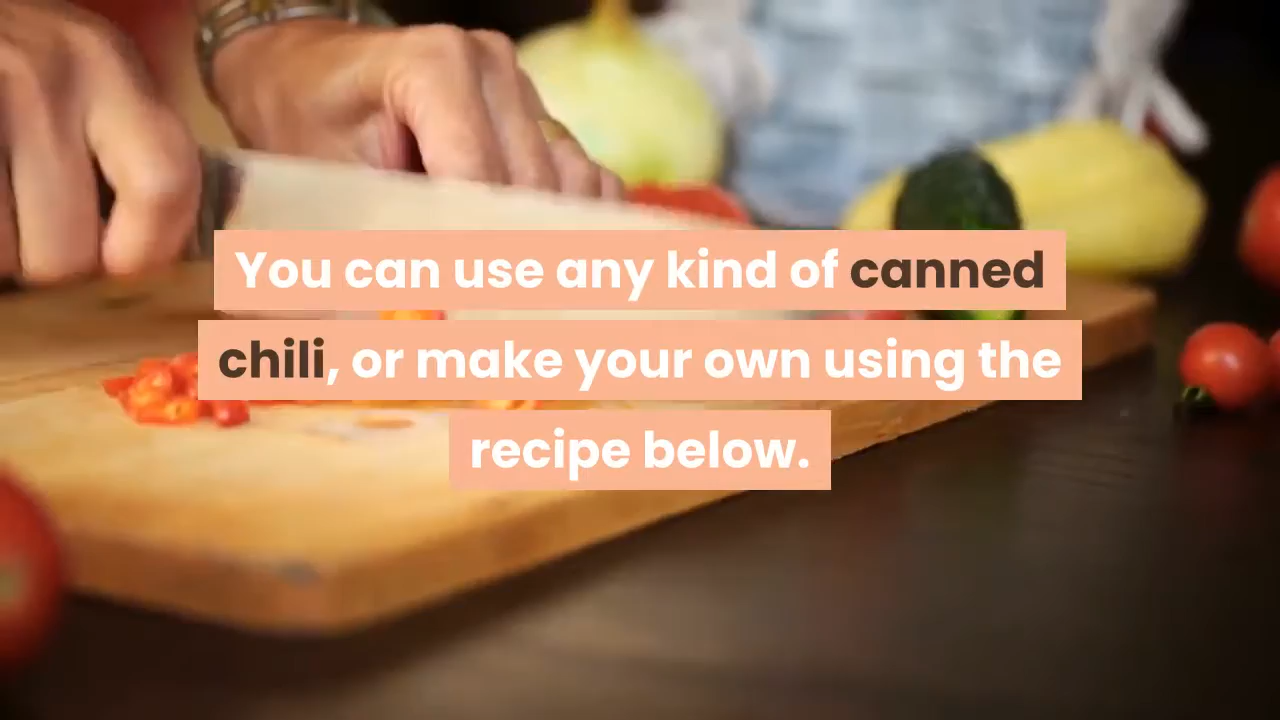 You can use any kind of canned
chili, or make your own using the
recipe below.